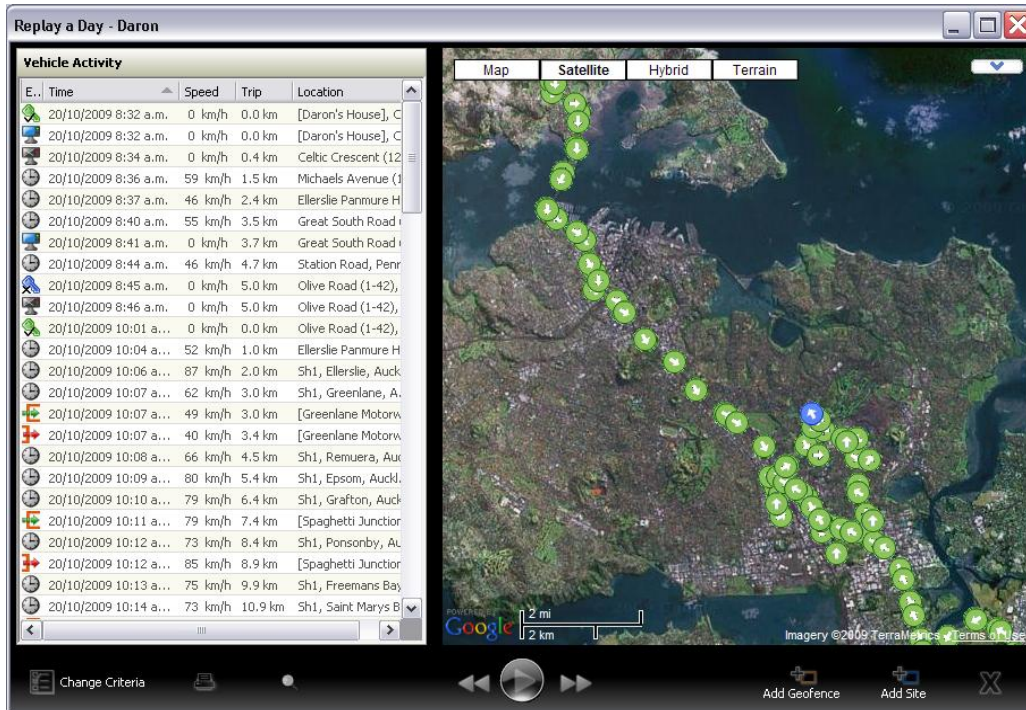 Replay a Day - Daron
Vehicle Activity
E.. Time Speed Trip Location
20/10/2009 8:32 a.m. 0 km/h 0.0 km [Daron's House], C
20/10/2009 8:32 a.m. 0 km/h 0.0 km [Daron's House], C
20/10/2009 8:34 a.m. 0 km/h 0.4 km Celtic Crescent (12
20/10/2009 8:36 a.m. 59 km/h 1.5 km Michaels Avenue (1
20/10/2009 8:37 a.m. 46 km/h 2.4 km Ellerslie Panmure H
20/10/2009 8:40 a.m. 55 km/h 3.5 km Great South Road (
20/10/2009 8:41 a.m. 0 km/h 3.7 km Great South Road (
20/10/2009 8:44 a.m. 46 km/h 4.7 km Station Road, Penr
20/10/2009 8:45 a.m. 0 km/h 5.0 km Olive Road (1-42),
20/10/2009 8:46 a.m. 0 km/h 5.0 km Olive Road (1-42),
20/10/2009 10:01 a... 0 km/h 0.0 km Olive Road (1-42),
20/10/2009 10:04 a... 52 km/h 1.0 km Ellerslie Panmure H
20/10/2009 10:06 a... 87 km/h 2.0 km Sh1, Ellerslie, Auck
20/10/2009 10:07 a... 62 km/h 3.0 km Sh1, Greenlane, A.
20/10/2009 10:07 a... 49 km/h 3.0 km [Greenlane Motorw
20/10/2009 10:07 a... 40 km/h 3.4 km [Greenlane Motorw
20/10/2009 10:08 a... 66 km/h 4.5 km Sh1, Remuera, Auc
20/10/2009 10:09 a... 80 km/h 5.4 km Sh1, Epsom, Auckl.
20/10/2009 10:10 a... 79 km/h 6.4 km Sh1, Grafton, Auck
20/10/2009 10:11 a... 79 km/h 7.4 km [Spaghetti Junction
20/10/2009 10:12 a... 73 km/h 8.4 km Sh1, Ponsonby, Au
20/10/2009 10:12 a... 85 km/h 8.9 km [Spaghetti Junction
20/10/2009 10:13 a... 75 km/h 9.9 km Sh1, Freemans Bay
20/10/2009 10:14 a... 73 km/h 10.9 km Sh1, Saint Marys B
Map Satellite Hybrid Terrain
POWERED BY
Google
2 mi
2 km
Imagery ©2009 TerraMetrics - Terms of Use
Change Criteria
Add Geofence
Add Site